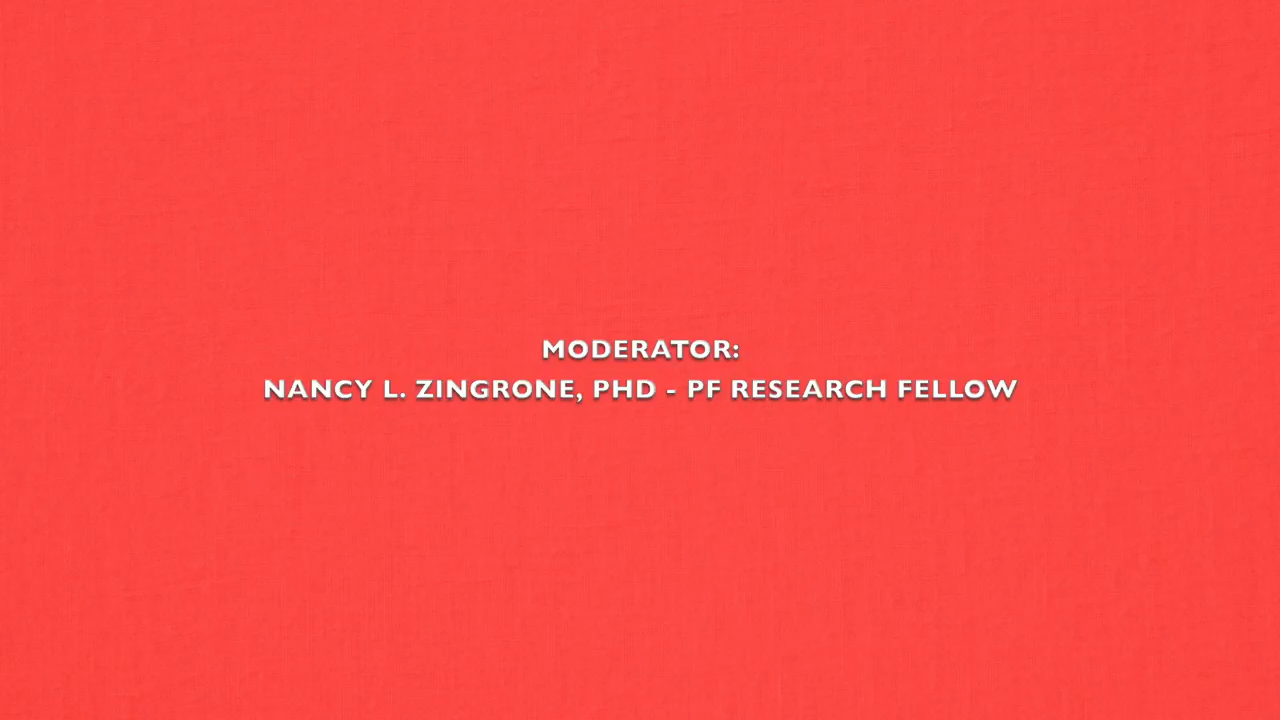 MODERATOR:
NANCY L. ZINGRONE, PHD - PF RESEARCH FELLOW